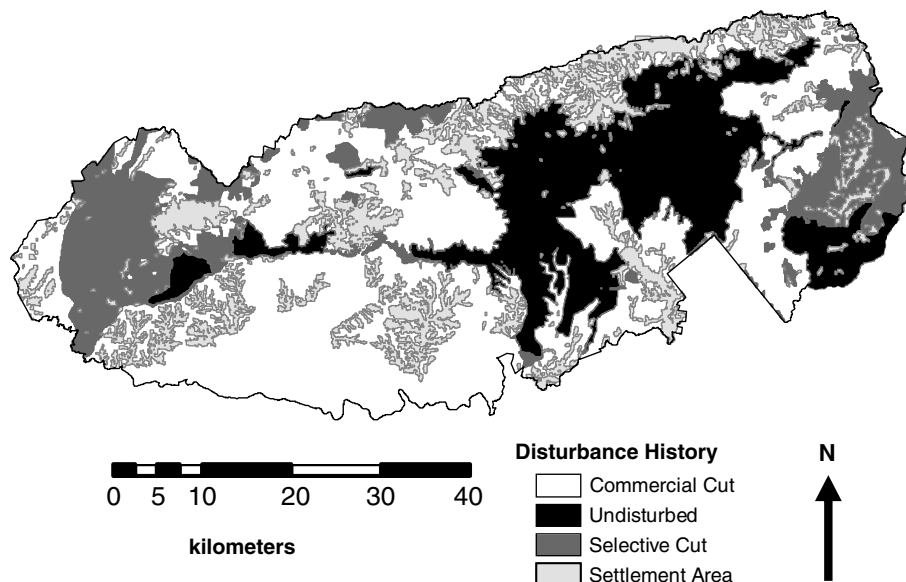 0 5 10 20 30 40
kilometers
Disturbance History
Commercial Cut
Undisturbed
Selective Cut
Settlement Area
N